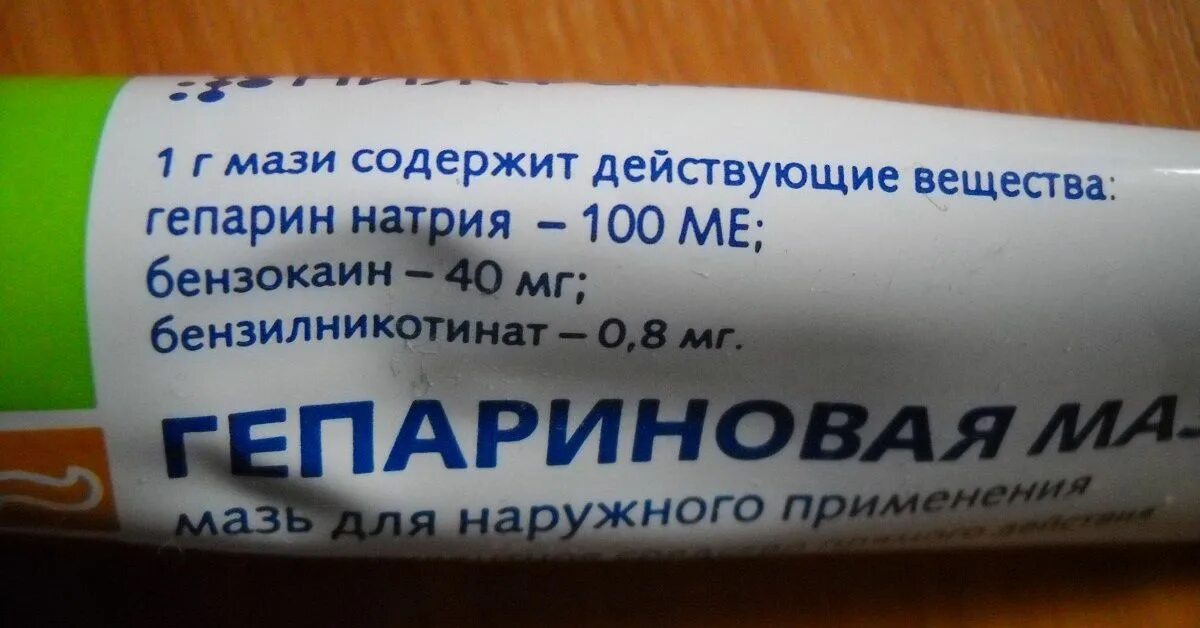 1 г мази содержит действующие вещества:
гепарин натрия – 100 МЕ;
бензокаин – 40 мг;
бензилникотинат – 0,8 мг.
ГЕПАРИНОВАЯ МА
мазь для наружного применения